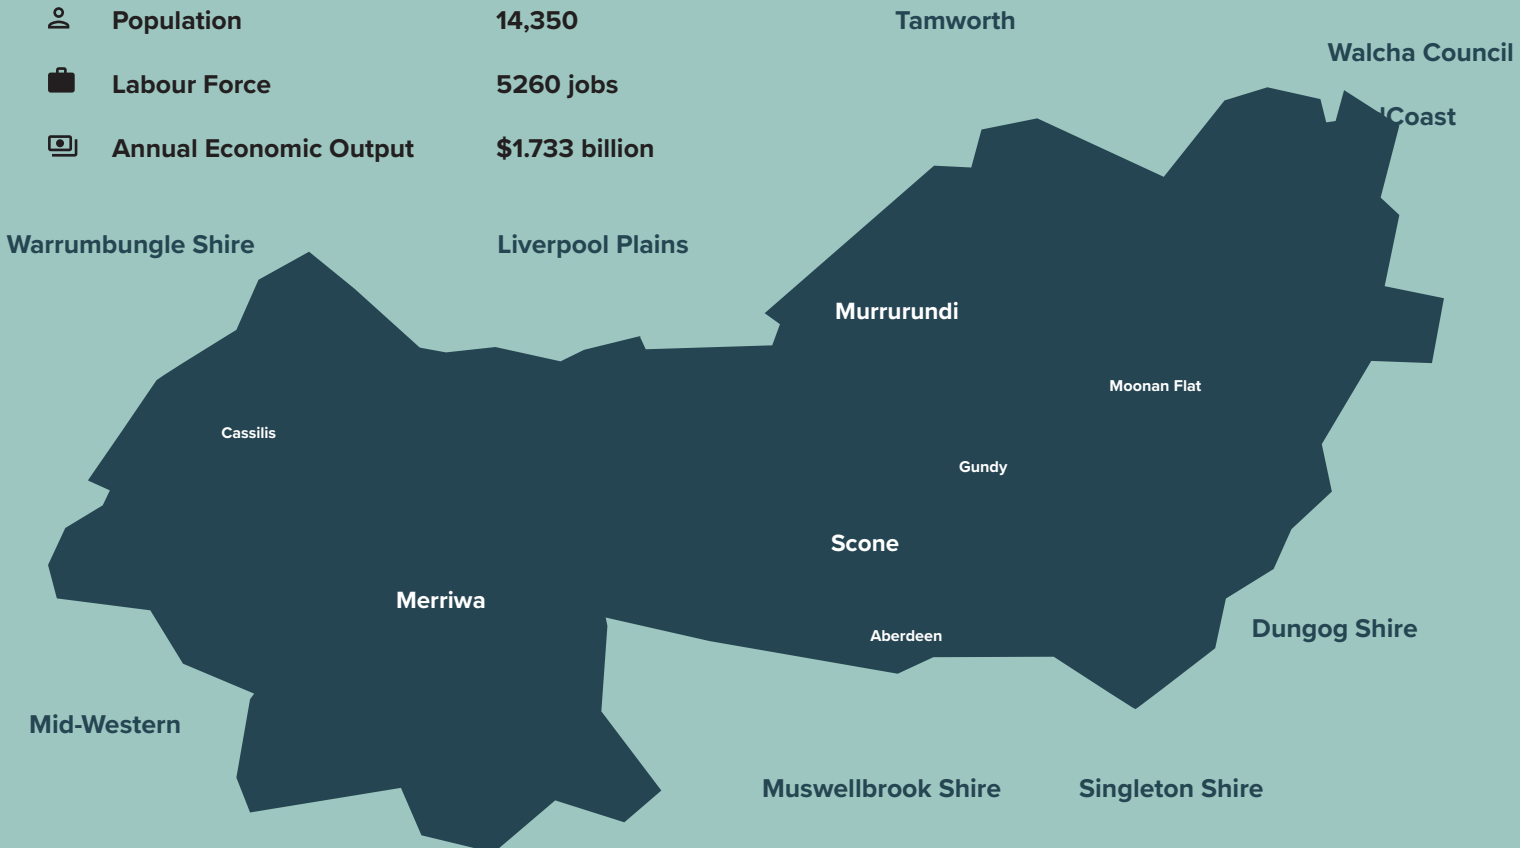 Population 14,350
Tamworth
Walcha Council
Labour Force 5260 jobs
Coast
Annual Economic Output $1.733 billion
Warrumbungle Shire
Liverpool Plains
Murrurundi
Moonan Flat
Cassilis
Gundy
Scone
Merriwa
Aberdeen
Dungog Shire
Mid-Western
Muswellbrook Shire
Singleton Shire